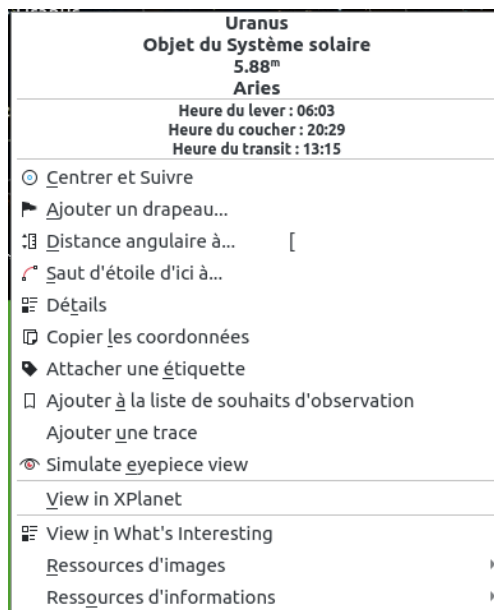 Uranus
Objet du Système solaire
5.88ᵐ
Aries
Heure du lever : 06:03
Heure du coucher : 20:29
Heure du transit : 13:15
Centrer et Suivre
Ajouter un drapeau...
Distance angulaire à... [
Saut d'étoile d'ici à...
Détails
Copier les coordonnées
Attacher une étiquette
Ajouter à la liste de souhaits d'observation
Ajouter une trace
Simulate eyepiece view
View in XPlanet
View in What's Interesting
Ressources d'images
Ressources d'informations